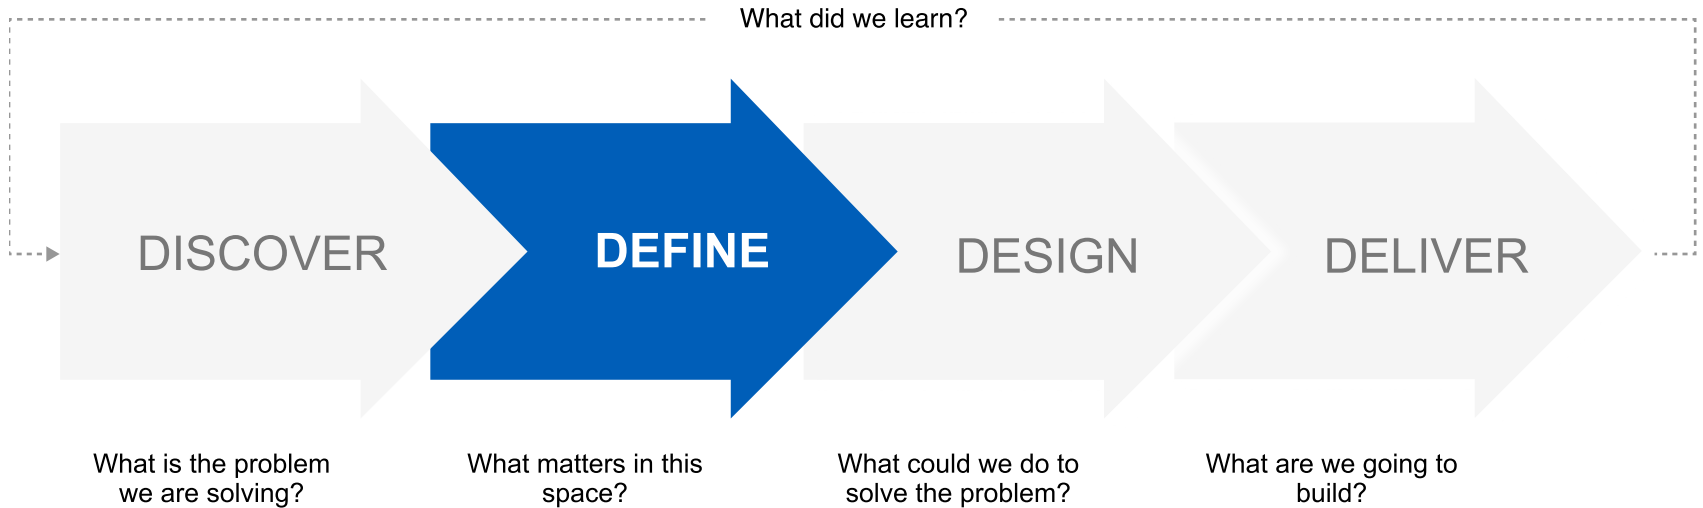 What did we learn?
DISCOVER
DEFINE
DESIGN
DELIVER
What is the problem
we are solving?
What matters in this
space?
What could we do to
solve the problem?
What are we going to
build?